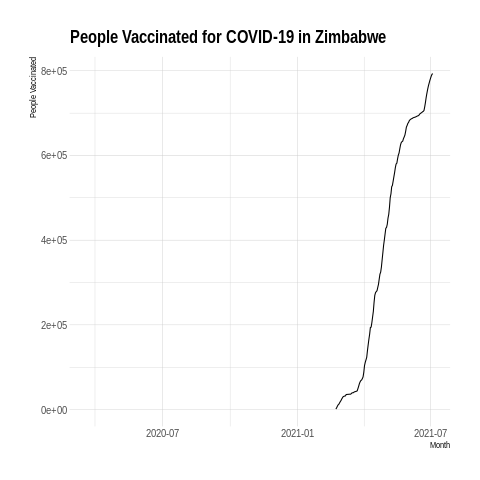 People Vaccinated for COVID-19 in Zimbabwe
People Vaccinated
8e+05
6e+05
4e+05
2e+05
0e+00
2020-07
2021-01
2021-07
Month